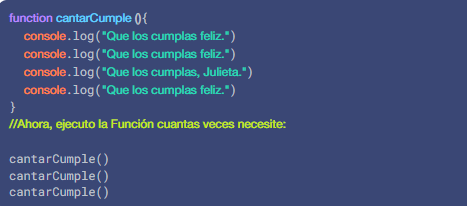 function cantarCumple (){
console.log("Que los cumplas feliz.")
console.log("Que los cumplas feliz.")
console.log("Que los cumplas, Julieta.")
console.log("Que los cumplas feliz.")
}
//Ahora, ejecuto la Función cuantas veces necesite:
cantarCumple()
cantarCumple()
cantarCumple()